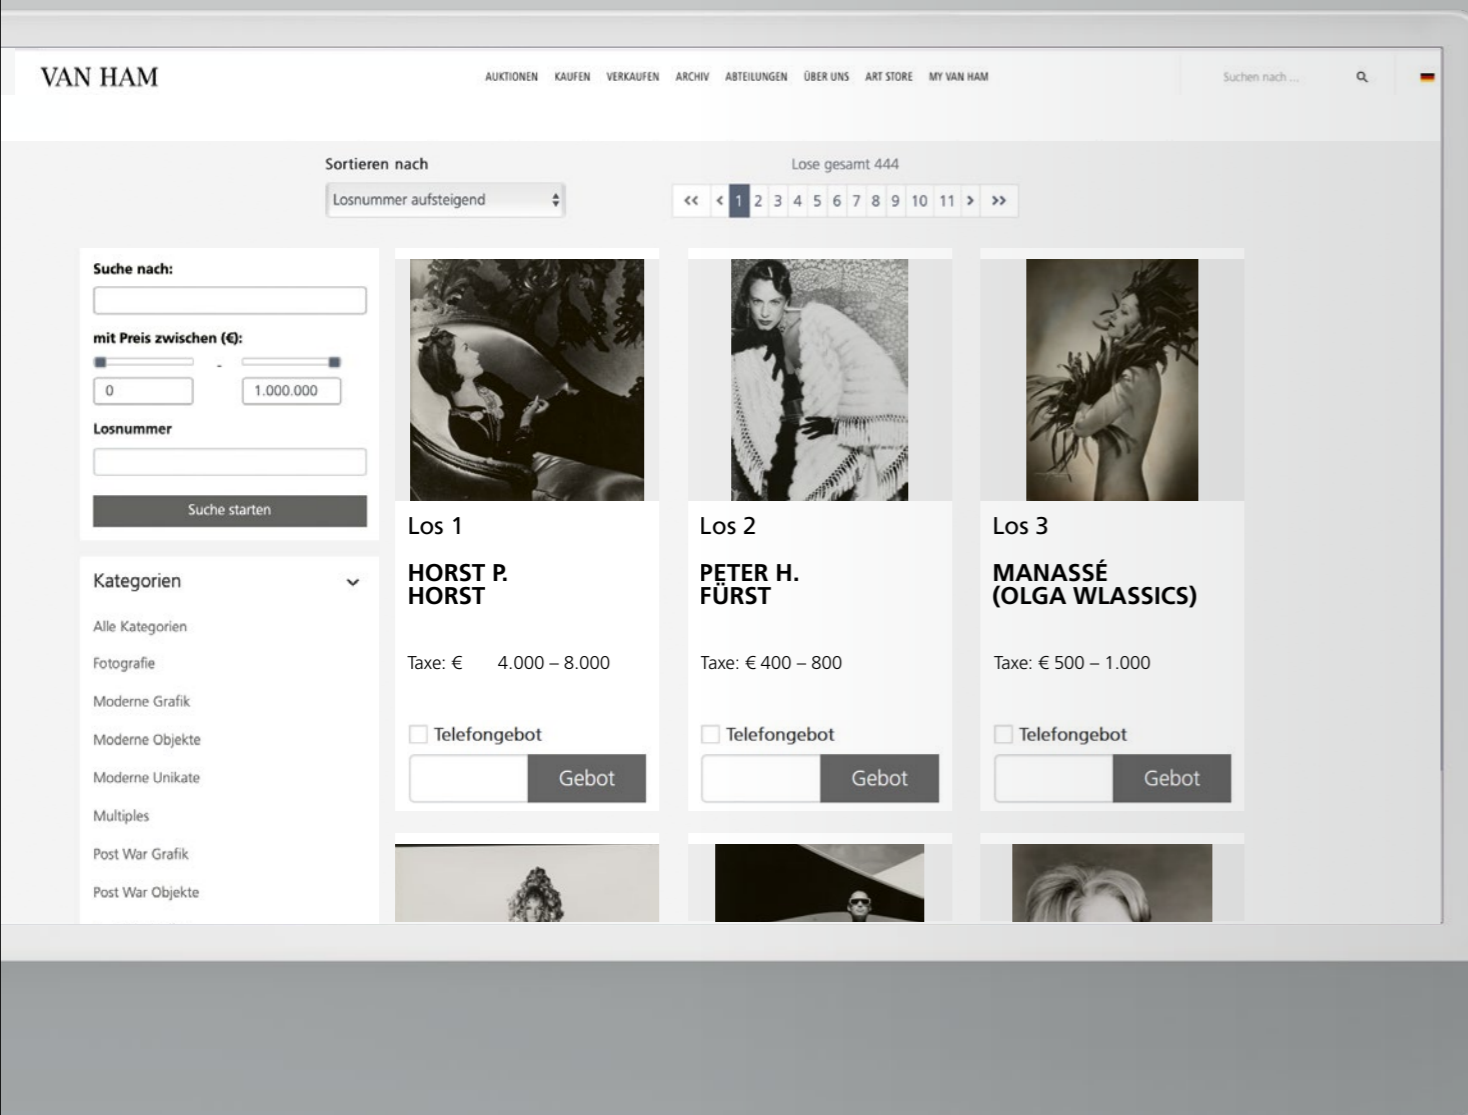 VAN HAM
AUKTIONEN KAUFEN VERKAUFEN ARCHIV ABTEILUNGEN ÜBER UNS ART STORE MY VAN HAM
Suchen nach ...
Sortieren nach
Losnummer aufsteigend
Lose gesamt 444
<< < 1 2 3 4 5 6 7 8 9 10 11 > >>
Suche nach:
mit Preis zwischen (€):
-
0 1.000.000
Losnummer
Suche starten
Kategorien
Alle Kategorien
Fotografie
Moderne Grafik
Moderne Objekte
Moderne Unikate
Multiples
Post War Grafik
Post War Objekte
Los 1
HORST P.
HORST
Taxe: € 4.000 – 8.000
Telefongebot
Gebot
Los 2
PETER H.
FÜRST
Taxe: € 400 – 800
Telefongebot
Gebot
Los 3
MANASSÉ
(OLGA WLASSICS)
Taxe: € 500 – 1.000
Telefongebot
Gebot